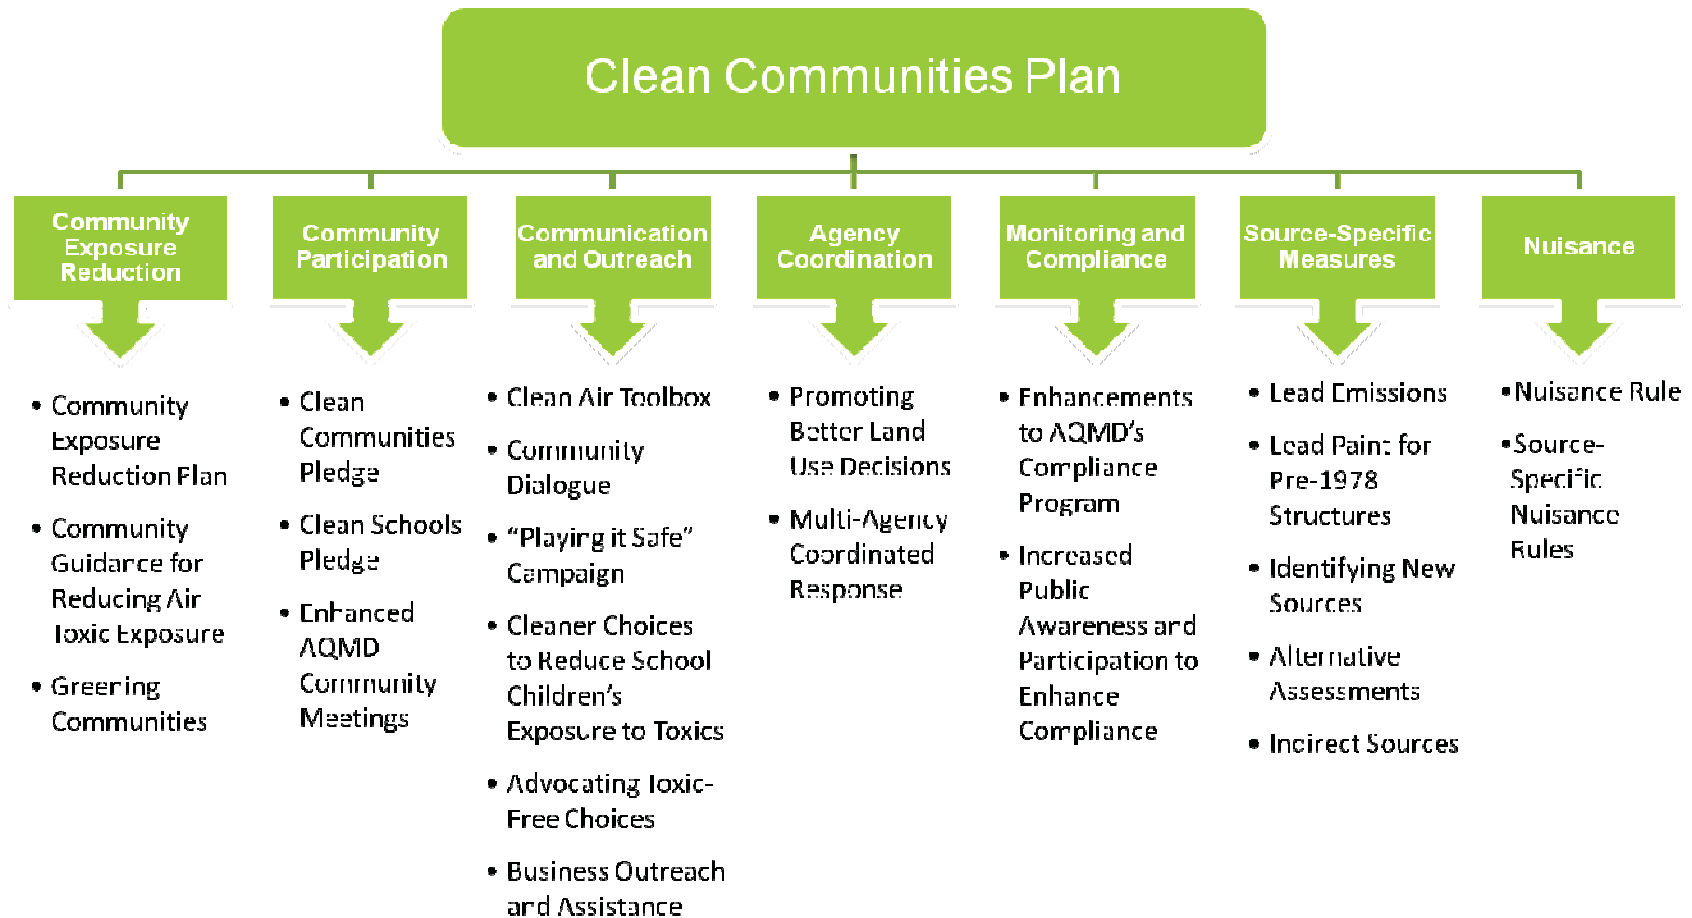 Clean Communities Plan
Community
Exposure
Reduction
Community
Participation
Communication
and Outreach
Agency
Coordination
Monitoring and
Compliance
Source-Specific
Measures
Nuisance
• Community
Exposure
Reduction Plan
• Community
Guidance for
Reducing Air
Toxic Exposure
• Greening
Communities
• Clean
Communities
Pledge
• Clean Schools
Pledge
• Enhanced
AQMD
Community
Meetings
• Clean Air Toolbox
• Community
Dialogue
• “Playing it Safe”
Campaign
• Cleaner Choices
to Reduce School
Children’s
Exposure to Toxics
• Advocating Toxic-
Free Choices
• Business Outreach
and Assistance
• Promoting
Better Land
Use Decisions
• Multi-Agency
Coordinated
Response
• Enhancements
to AQMD’s
Compliance
Program
• Increased
Public
Awareness and
Participation to
Enhance
Compliance
• Lead Emissions
• Lead Paint for
Pre-1978
Structures
• Identifying New
Sources
• Alternative
Assessments
• Indirect Sources
•Nuisance Rule
•Source-
Specific
Nuisance
Rules